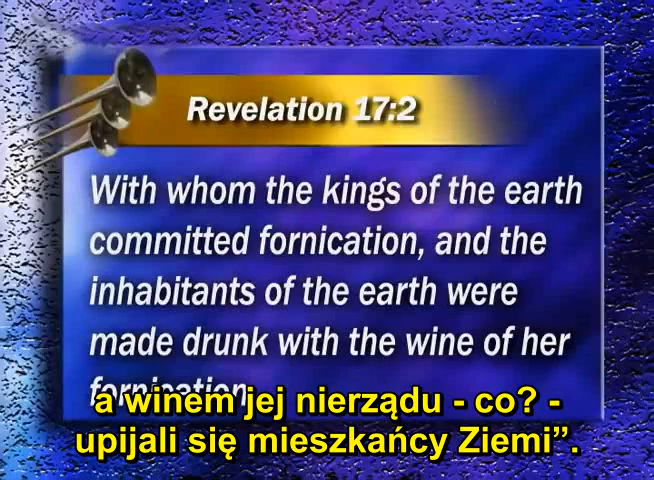 Revelation 17:2
With whom the kings of the earth
committed fornication, and the
inhabitants of the earth were
made drunk with the wine of her
fornication
a winem jej nierządu - co? -
upijali się mieszkańcy Ziemi”.